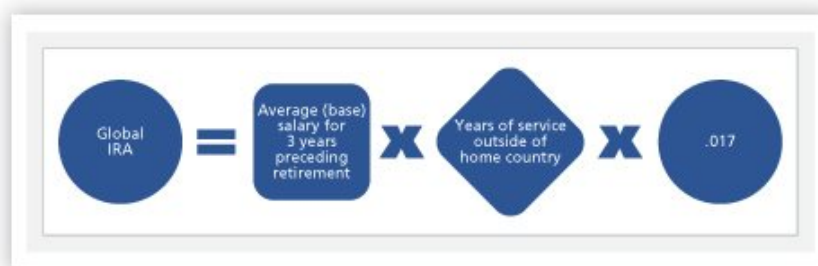 Global
IRA
=
Average (base)
salary for
3 years
preceding
retirement
x
Years of service
outside of
home country
x
.017